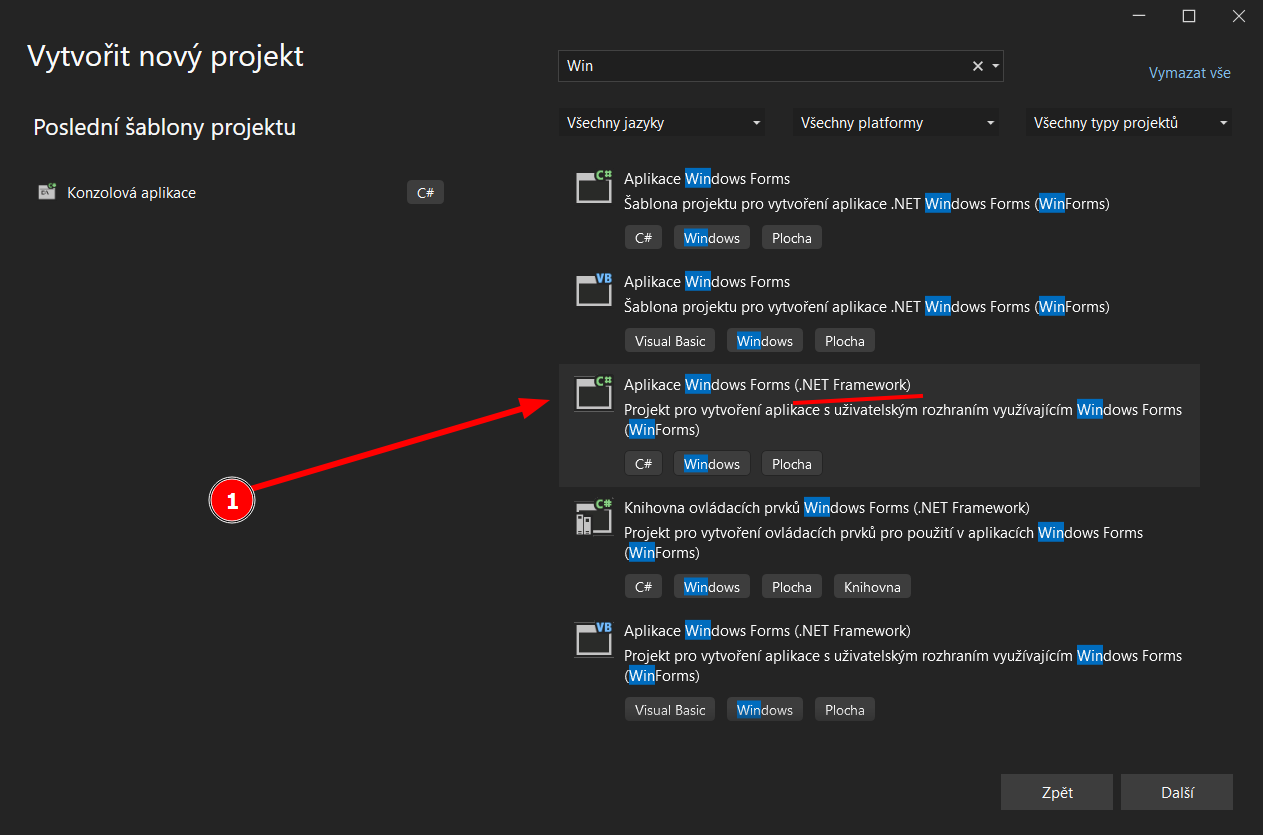 Vytvořit nový projekt
Win
Vymazat vše
Poslední šablony projektu
Všechny jazyky
Všechny platformy
Všechny typy projektů
Konzolová aplikace
C#
C#
Aplikace Windows Forms
Šablona projektu pro vytvoření aplikace .NET Windows Forms (WinForms)
C#
Windows
Plocha
VB
Aplikace Windows Forms
Šablona projektu pro vytvoření aplikace .NET Windows Forms (WinForms)
Visual Basic
Windows
Plocha
C#
Aplikace Windows Forms (.NET Framework)
Projekt pro vytvoření aplikace s uživatelským rozhraním využívajícím Windows Forms
(WinForms)
C#
Windows
Plocha
1
C#
Knihovna ovládacích prvků Windows Forms (.NET Framework)
Projekt pro vytvoření ovládacích prvků pro použití v aplikacích Windows Forms
(WinForms)
C#
Windows
Plocha
Knihovna
VB
Aplikace Windows Forms (.NET Framework)
Projekt pro vytvoření aplikace s uživatelským rozhraním využívajícím Windows Forms
(WinForms)
Visual Basic
Windows
Plocha
Zpět
Další